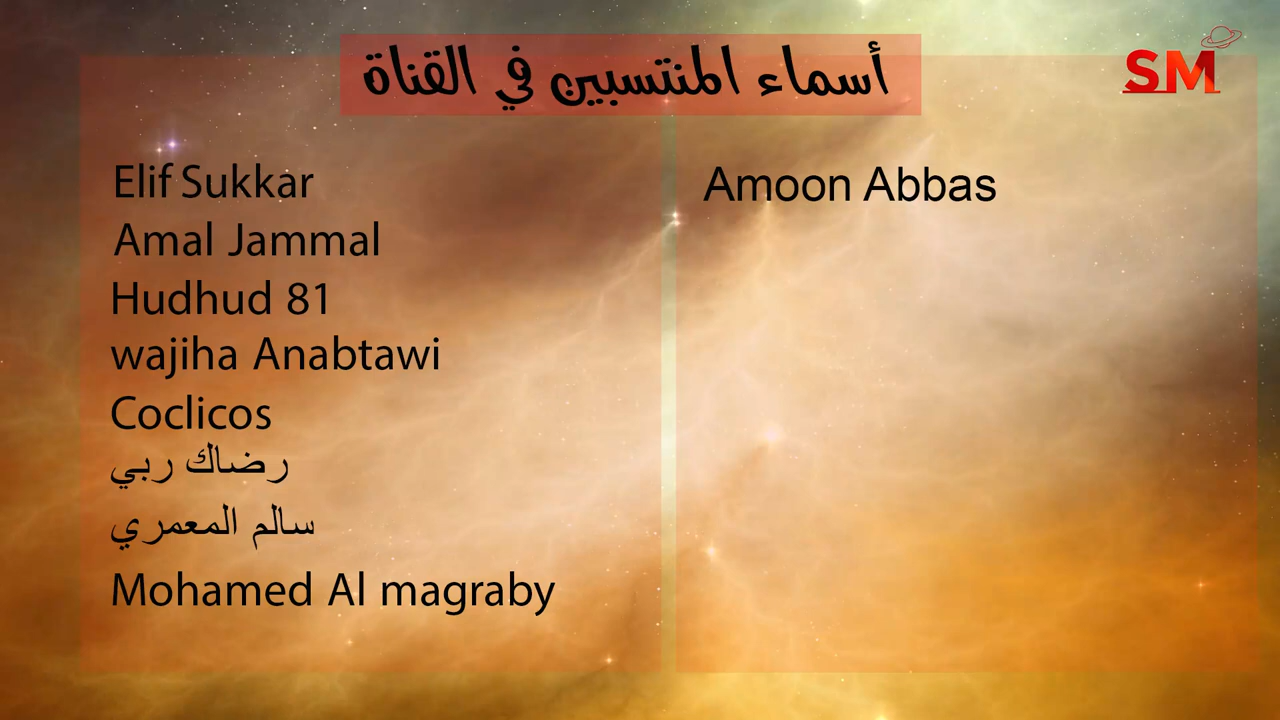 أسماء المنتسبين في القناة
SM
Elif Sukkar
Amal Jammal
Hudhud 81
wajiha Anabtawi
Coclicos
رضاك ربي
سالم المعمري
Mohamed Al magraby
Amoon Abbas